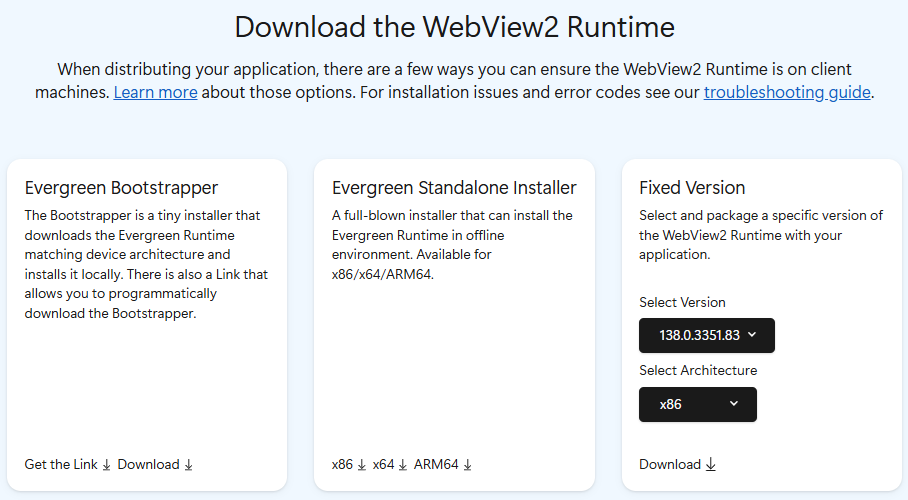 Download the WebView2 Runtime
When distributing your application, there are a few ways you can ensure the WebView2 Runtime is on client
machines. Learn more about those options. For installation issues and error codes see our troubleshooting guide.
Evergreen Bootstrapper
The Bootstrapper is a tiny installer that
downloads the Evergreen Runtime
matching device architecture and
installs it locally. There is also a Link that
allows you to programmatically
download the Bootstrapper.
Get the Link Download
Evergreen Standalone Installer
A full-blown installer that can install the
Evergreen Runtime in offline
environment. Available for
x86/x64/ARM64.
x86 x64 ARM64
Fixed Version
Select and package a specific version of
the WebView2 Runtime with your
application.
Select Version
138.0.3351.83
Select Architecture
x86
Download